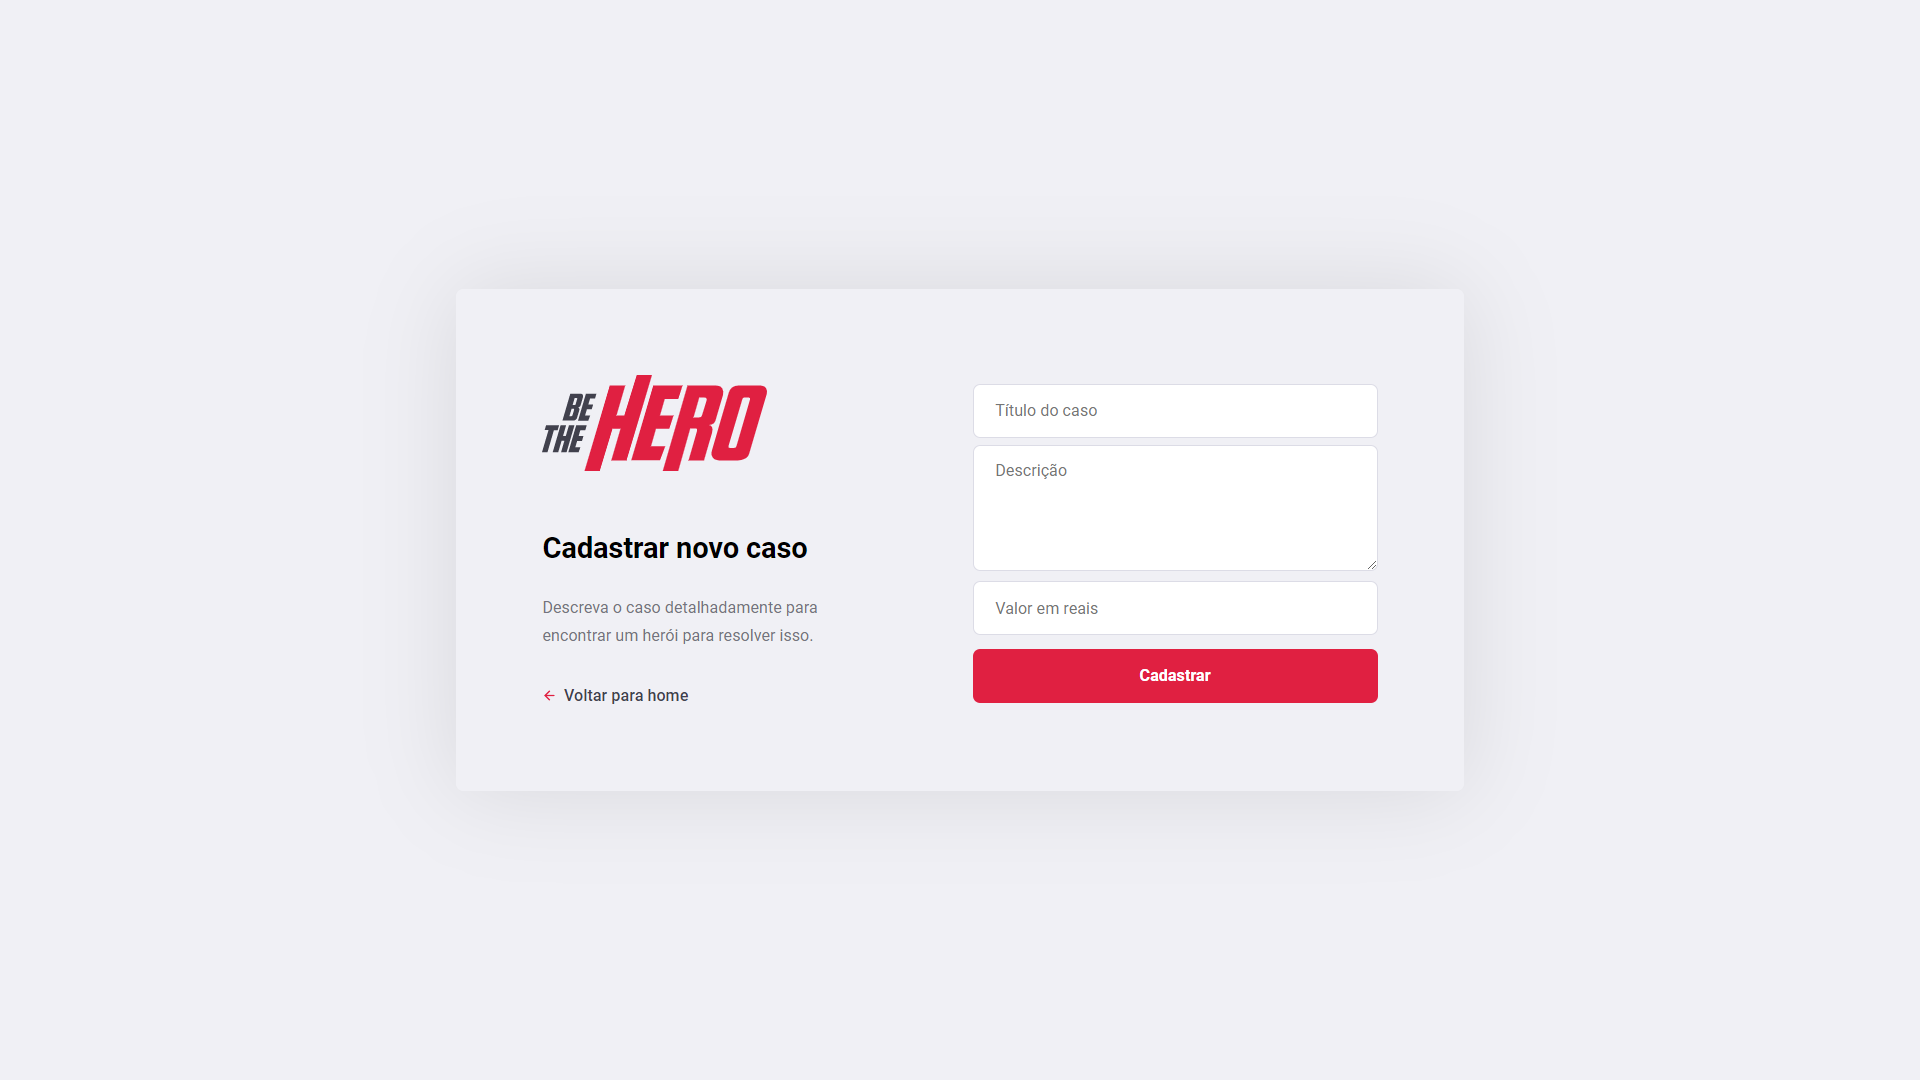 BE
THE
HERO
Cadastrar novo caso
Descreva o caso detalhadamente para
encontrar um herói para resolver isso.
Voltar para home
Título do caso
Descrição
Valor em reais
Cadastrar